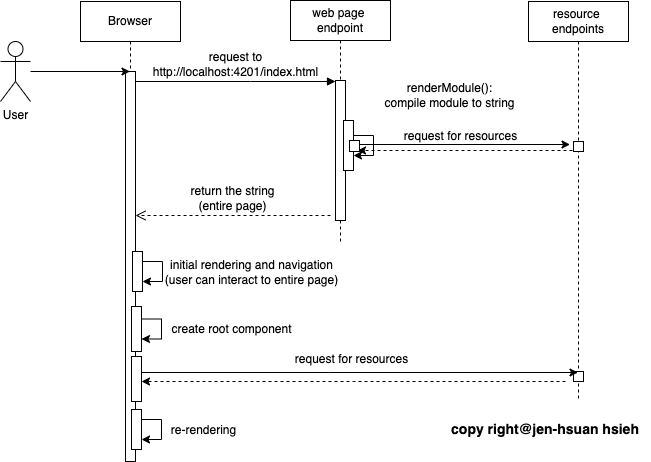 Browser
web page
endpoint
resource
endpoints
User
request to
http://localhost:4201/index.html
renderModule():
compile module to string
request for resources
return the string
(entire page)
initial rendering and navigation
(user can interact to entire page)
create root component
request for resources
re-rendering
copy right@jen-hsuan hsieh